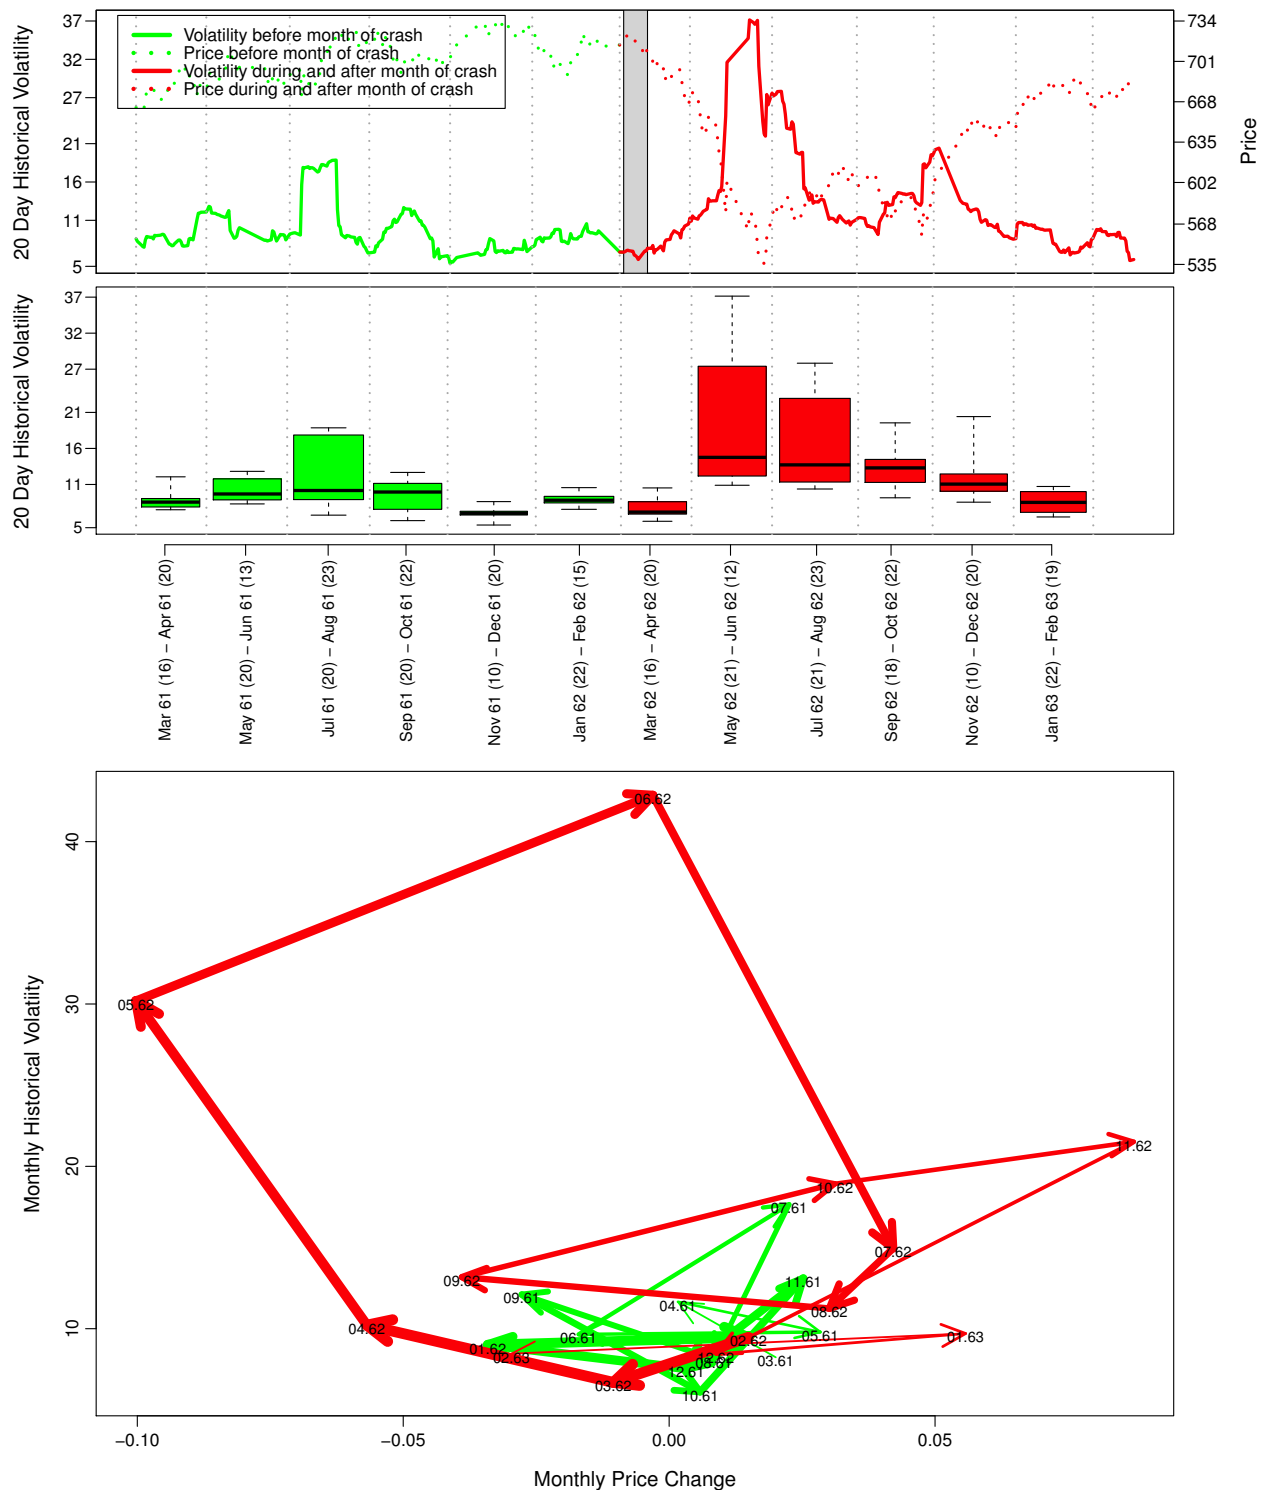 20 Day Historical Volatility
37
32
27
21
16
11
5
Volatility before month of crash
Price before month of crash
Volatility during and after month of crash
Price during and after month of crash
734
701
668
635
602
568
535
Price
20 Day Historical Volatility
37
32
27
21
16
11
5
Mar 61 (16) − Apr 61 (20)
May 61 (20) − Jun 61 (13)
Jul 61 (20) − Aug 61 (23)
Sep 61 (20) − Oct 61 (22)
Nov 61 (10) − Dec 61 (20)
Jan 62 (22) − Feb 62 (15)
Mar 62 (16) − Apr 62 (20)
May 62 (21) − Jun 62 (12)
Jul 62 (21) − Aug 62 (23)
Sep 62 (18) − Oct 62 (22)
Nov 62 (10) − Dec 62 (20)
Jan 63 (22) − Feb 63 (19)
Monthly Historical Volatility
40
30
20
10
06.62
05.62
11.62
10.62
07.61
07.62
09.62
11.61
09.61
04.61
08.62
04.62
06.61
02.62
05.61
01.63
01.62
02.63
12.62
08.61
03.61
12.61
03.62
10.61
−0.10
−0.05
0.00
0.05
Monthly Price Change